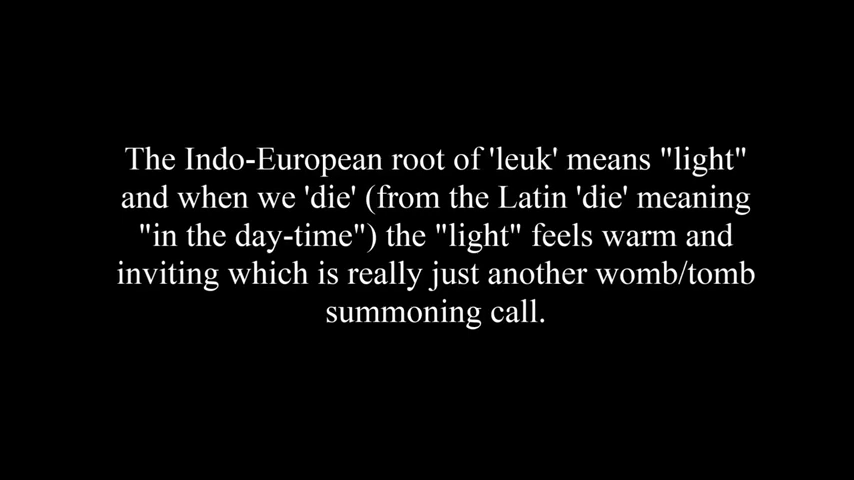 The Indo-European root of 'leuk' means "light"
and when we 'die' (from the Latin 'die' meaning
"in the day-time") the "light" feels warm and
inviting which is really just another womb/tomb
summoning call.